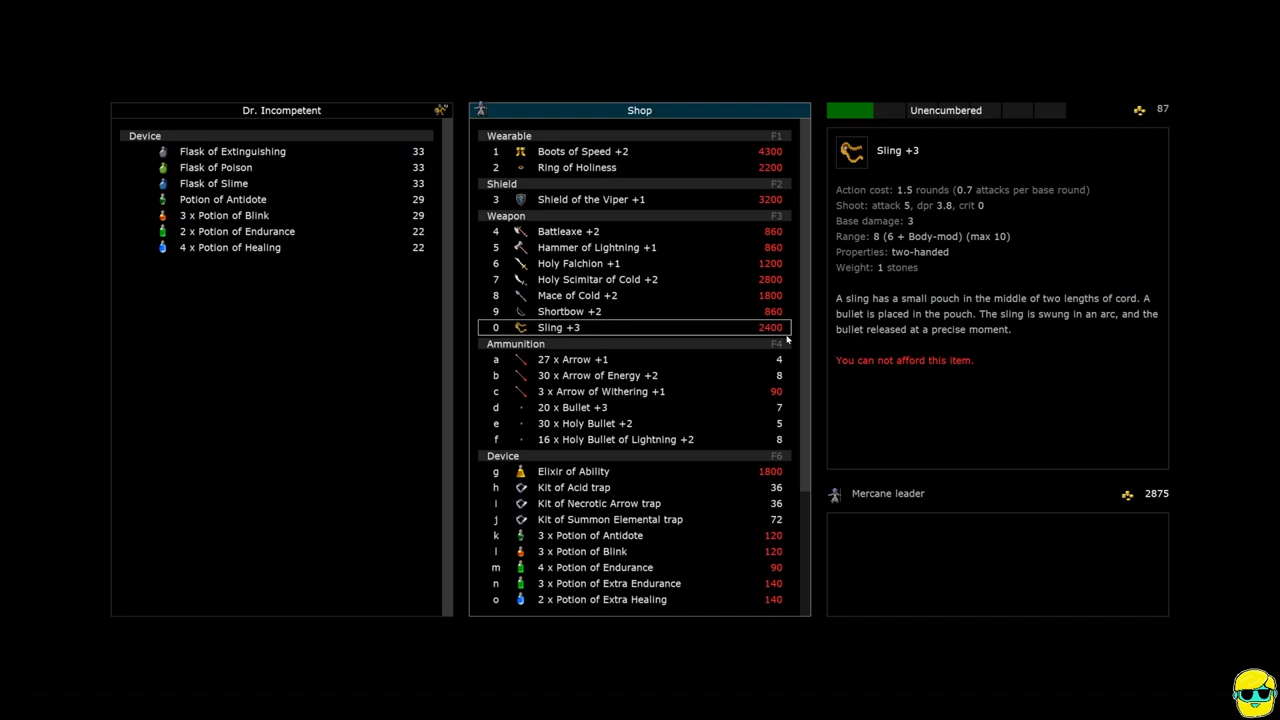 Dr. Incompetent
Device
Flask of Extinguishing 33
Flask of Poison 33
Flask of Slime 33
Potion of Antidote 29
3 x Potion of Blink 29
2 x Potion of Endurance 22
4 x Potion of Healing 22
Shop
Wearable F1
1 Boots of Speed +2 4300
2 Ring of Holiness 2200
Shield F2
3 Shield of the Viper +1 3200
Weapon F3
4 Battleaxe +2 860
5 Hammer of Lightning +1 860
6 Holy Falchion +1 1200
7 Holy Scimitar of Cold +2 2800
8 Mace of Cold +2 1800
9 Shortbow +2 860
0 Sling +3 2400
Ammunition F4
a 27 x Arrow +1 4
b 30 x Arrow of Energy +2 8
c 3 x Arrow of Withering +1 90
d 20 x Bullet +3 7
e 30 x Holy Bullet +2 5
f 16 x Holy Bullet of Lightning +2 8
Device F6
g Elixir of Ability 1800
h Kit of Acid trap 36
i Kit of Necrotic Arrow trap 36
j Kit of Summon Elemental trap 72
k 3 x Potion of Antidote 120
l 3 x Potion of Blink 120
m 4 x Potion of Endurance 90
n 3 x Potion of Extra Endurance 140
o 2 x Potion of Extra Healing 140
Unencumbered 87
Sling +3
Action cost: 1.5 rounds (0.7 attacks per base round)
Shoot: attack 5, dpr 3.8, crit 0
Base damage: 3
Range: 8 (6 + Body-mod) (max 10)
Properties: two-handed
Weight: 1 stones
A sling has a small pouch in the middle of two lengths of cord. A
bullet is placed in the pouch. The sling is swung in an arc, and the
bullet released at a precise moment.
You can not afford this item.
Mercane leader 2875